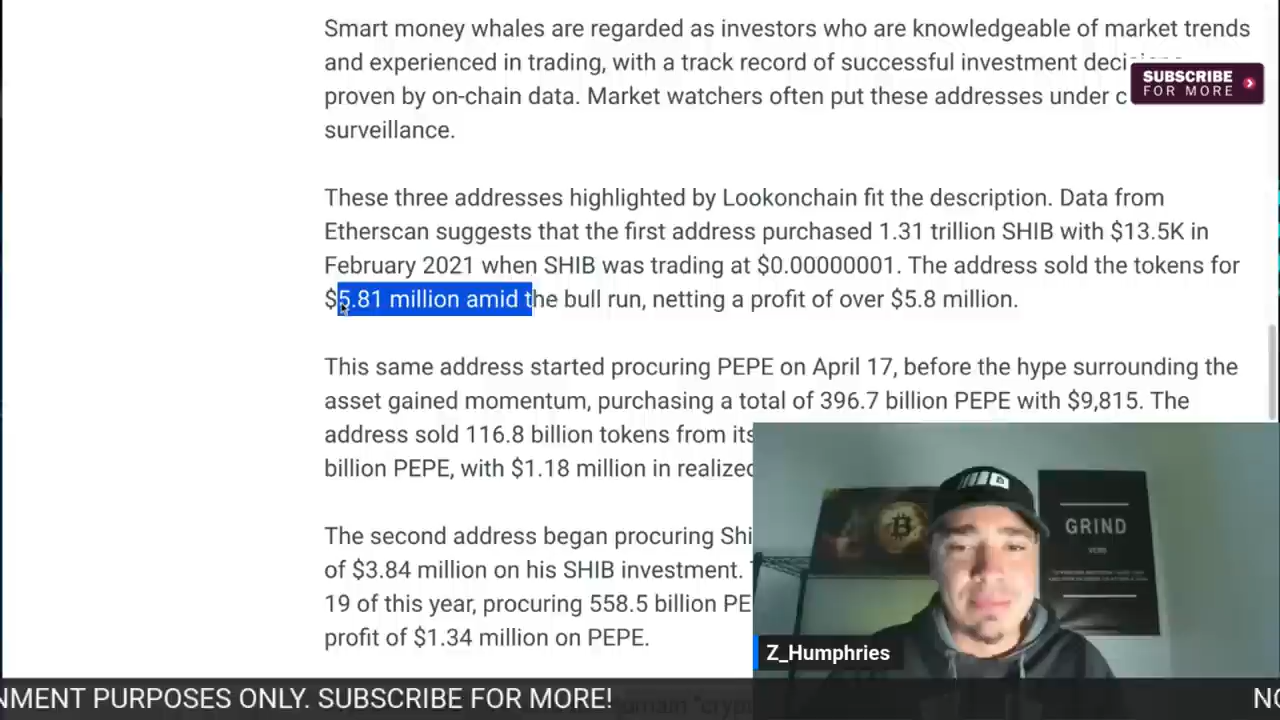 Smart money whales are regarded as investors who are knowledgeable of market trends
and experienced in trading, with a track record of successful investment
SUBSCRIBE
FOR MORE
proven by on-chain data. Market watchers often put these addresses under
surveillance.
These three addresses highlighted by Lookonchain fit the description. Data from
Etherscan suggests that the first address purchased 1.31 trillion SHIB with $13.5K in
February 2021 when SHIB was trading at $0.00000001. The address sold the tokens for
$5.81 million amid the bull run, netting a profit of over $5.8 million.
This same address started procuring PEPE on April 17, before the hype surrounding the
asset gained momentum, purchasing a total of 396.7 billion PEPE with $9,815. The
address sold 116.8 billion tokens from its
billion PEPE, with $1.18 million in realized
The second address began procuring Shi
of $3.84 million on his SHIB investment.
19 of this year, procuring 558.5 billion PE
profit of $1.34 million on PEPE.
GRIND
Z_Humphries
NMENT PURPOSES ONLY. SUBSCRIBE FOR MORE!
NO